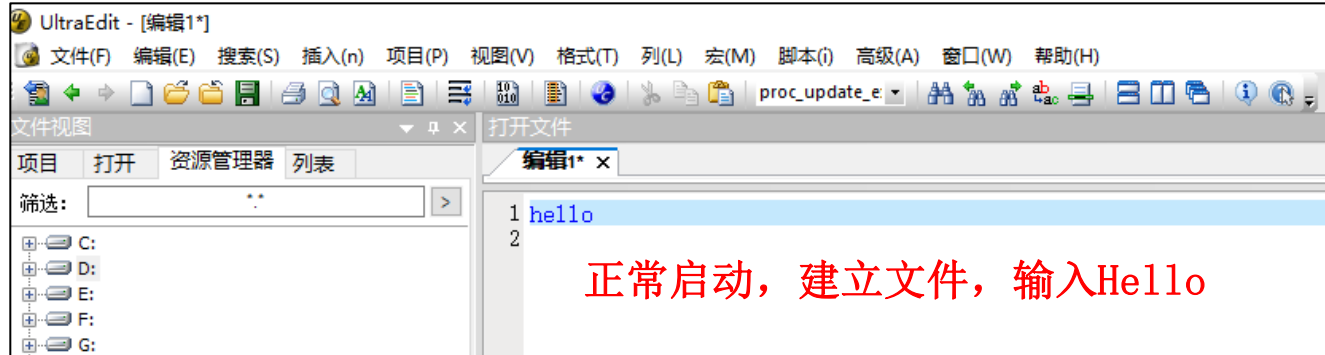 UltraEdit - [编辑1*]
文件(F) 编辑(E) 搜索(S) 插入(n) 项目(P) 视图(V) 格式(T) 列(L) 宏(M) 脚本(i) 高级(A) 窗口(W) 帮助(H)
proc_update_e
文件视图
打开文件
项目 打开 资源管理器 列表
编辑1*
筛选: *.*
1 hello
2
C:
D:
E:
F:
G:
正常启动，建立文件，输入Hello